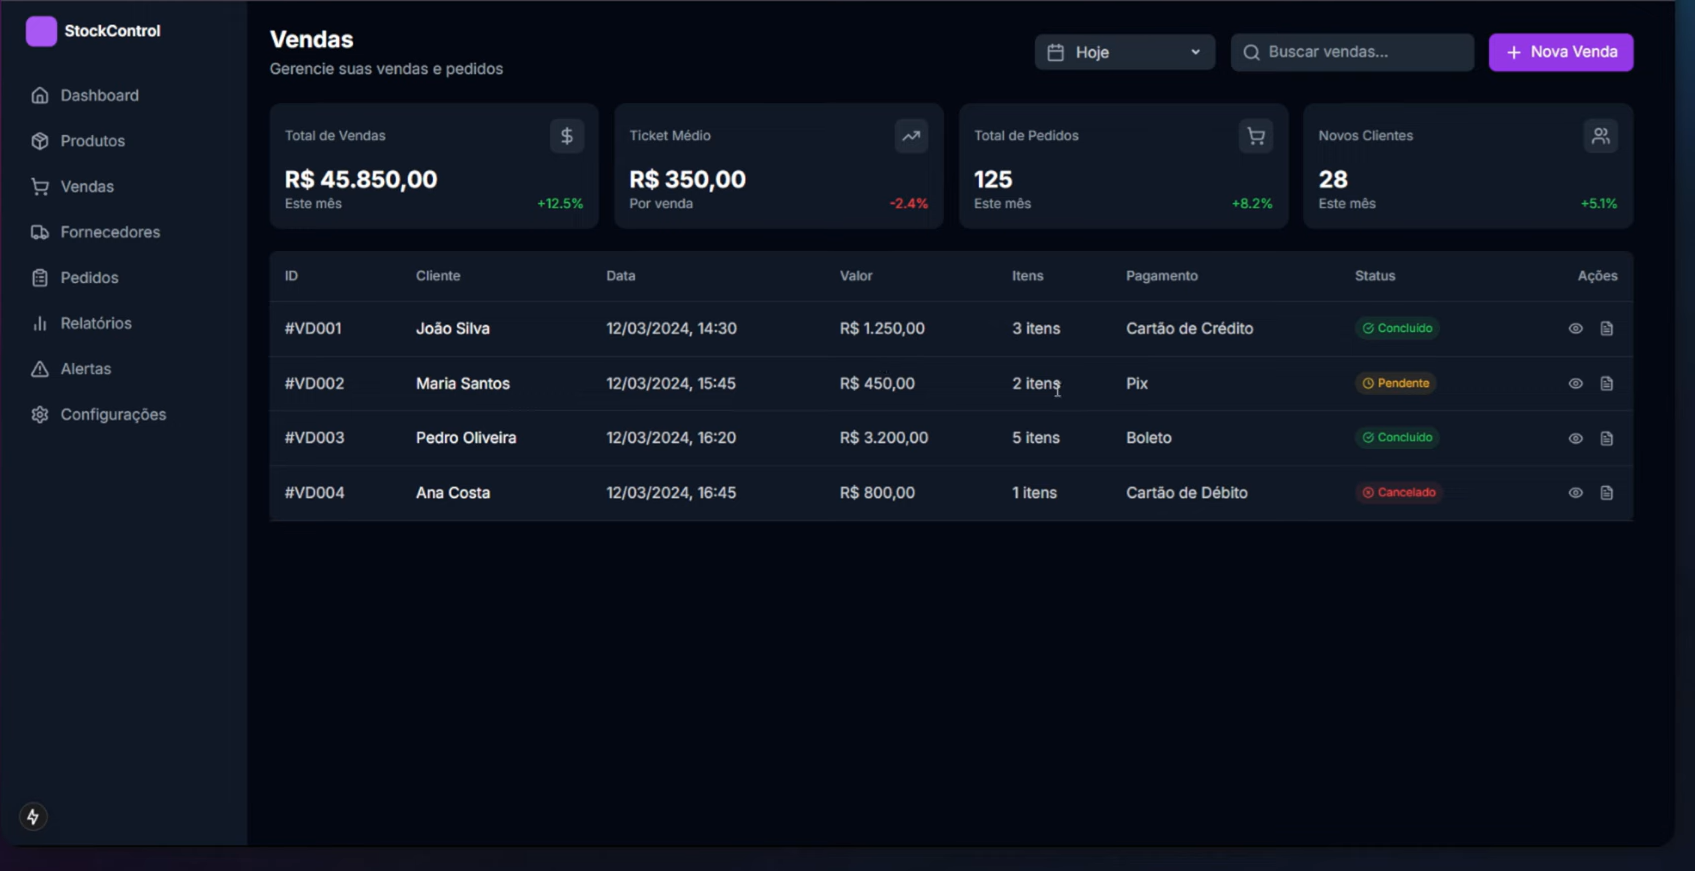 StockControl
Dashboard
Produtos
Vendas
Fornecedores
Pedidos
Relatórios
Alertas
Configurações
Vendas
Gerencie suas vendas e pedidos
Hoje
Buscar vendas...
+ Nova Venda
Total de Vendas
$
R$ 45.850,00
Este mês +12.5%
Ticket Médio
R$ 350,00
Por venda -2.4%
Total de Pedidos
125
Este mês +8.2%
Novos Clientes
28
Este mês +5.1%
ID Cliente Data Valor Itens Pagamento Status Ações
#VD001 João Silva 12/03/2024, 14:30 R$ 1.250,00 3 itens Cartão de Crédito Concluído
#VD002 Maria Santos 12/03/2024, 15:45 R$ 450,00 2 itens Pix Pendente
#VD003 Pedro Oliveira 12/03/2024, 16:20 R$ 3.200,00 5 itens Boleto Concluído
#VD004 Ana Costa 12/03/2024, 16:45 R$ 800,00 1 itens Cartão de Débito Cancelado